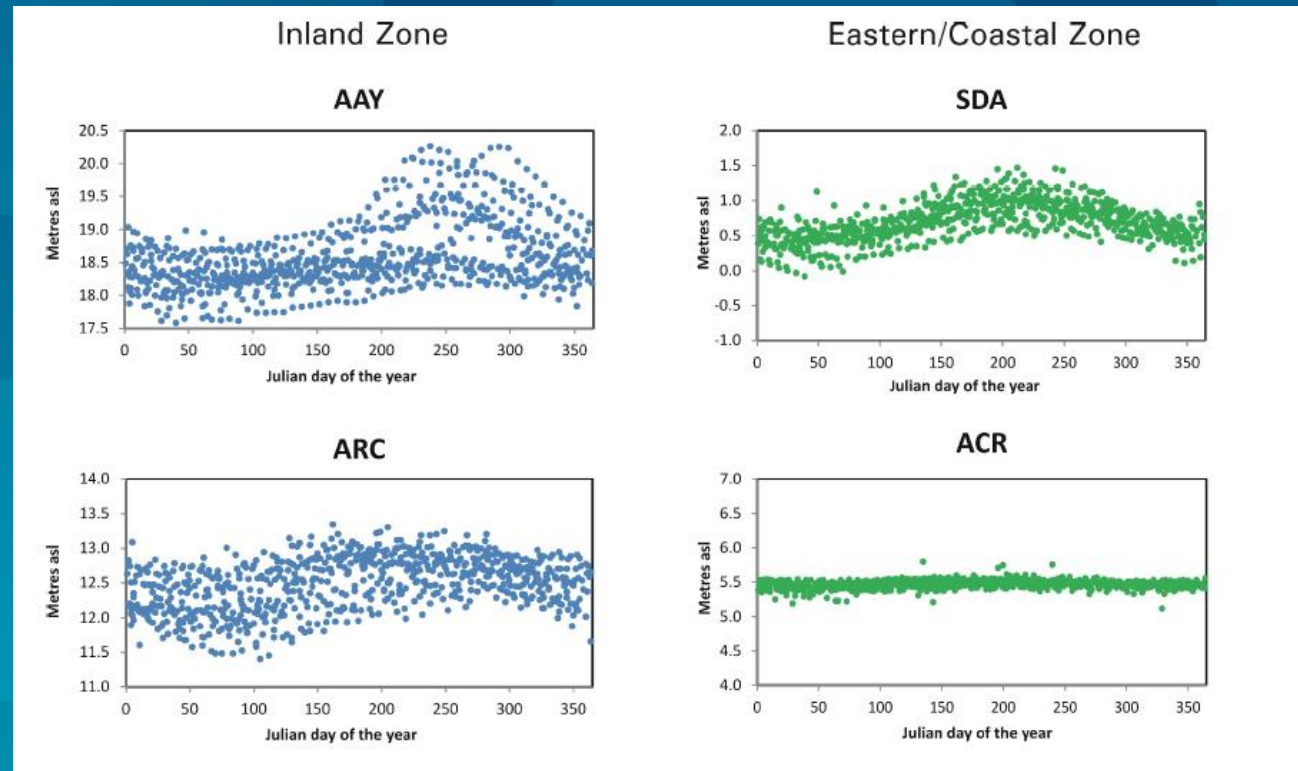 Inland Zone
Eastern/Coastal Zone
AAY
20.5
20.0
19.5
19.0
18.5
18.0
17.5
Metres asl
0 50 100 150 200 250 300 350
Julian day of the year
SDA
2.0
1.5
1.0
0.5
0.0
-0.5
-1.0
Metres asl
0 50 100 150 200 250 300 350
Julian day of the year
ARC
14.0
13.5
13.0
12.5
12.0
11.5
11.0
Metres asl
0 50 100 150 200 250 300 350
Julian day of the year
ACR
7.0
6.5
6.0
5.5
5.0
4.5
4.0
Metres asl
0 50 100 150 200 250 300 350
Julian day of the year